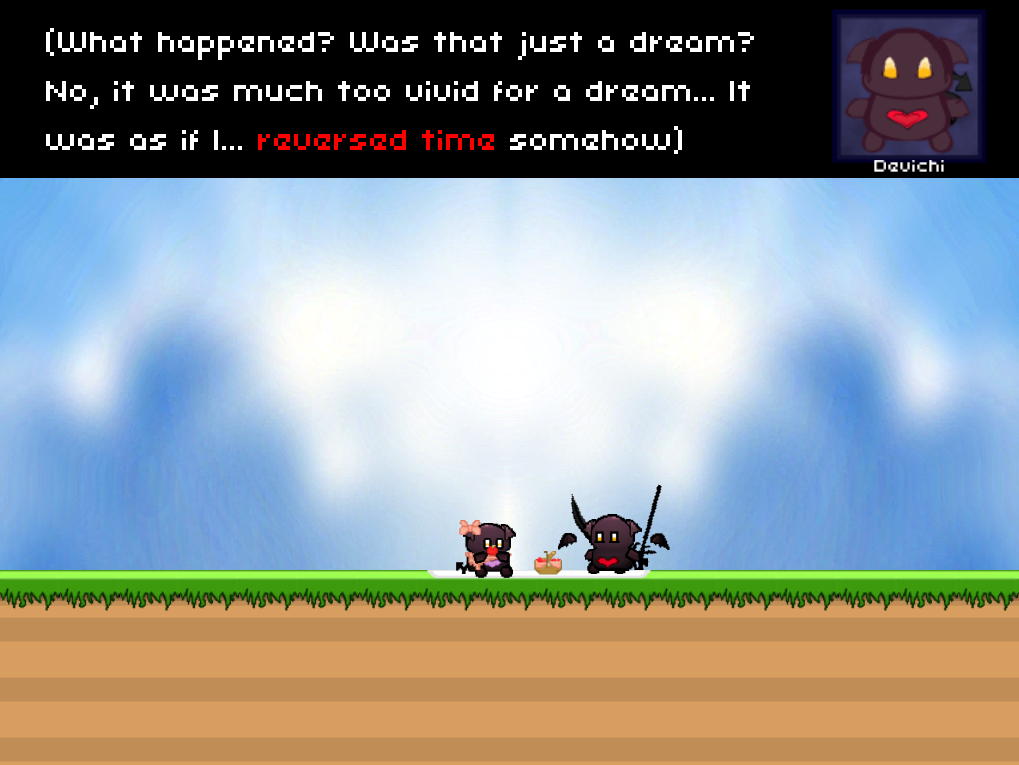 (What happened? Was that just a dream?
No, it was much too vivid for a dream... It
was as if I... reversed time somehow)
Devichi